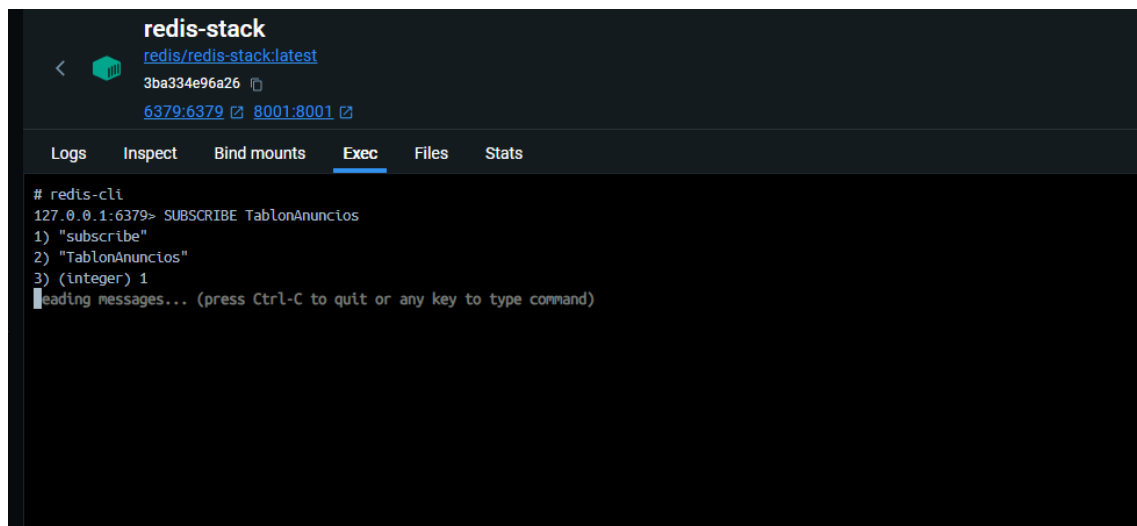 redis-stack
redis/redis-stack:latest
3ba334e96a26
6379:6379 8001:8001
Logs Inspect Bind mounts Exec Files Stats
# redis-cli
127.0.0.1:6379> SUBSCRIBE TablonAnuncios
1) "subscribe"
2) "TablonAnuncios"
3) (integer) 1
eading messages... (press Ctrl-C to quit or any key to type command)